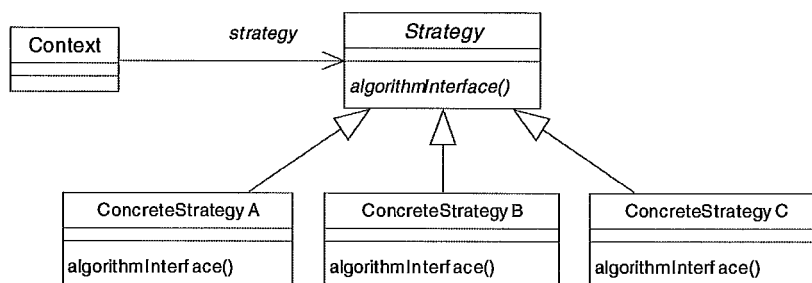 Context
strategy
Strategy
algorithmInterface()
ConcreteStrategy A
ConcreteStrategy B
ConcreteStrategy C
algorithmInterface()
algorithmInterface()
algorithmInterface()